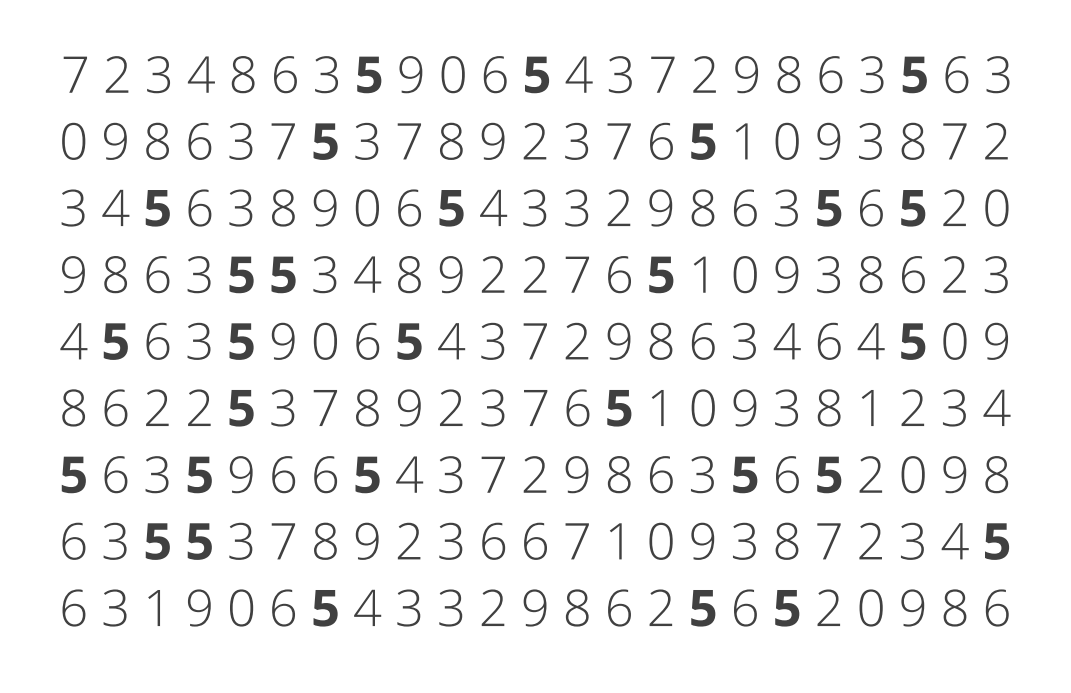 7 2 3 4 8 6 3 5 9 0 6 5 4 3 7 2 9 8 6 3 5 6 3
0 9 8 6 3 7 5 3 7 8 9 2 3 7 6 5 1 0 9 3 8 7 2
3 4 5 6 3 8 9 0 6 5 4 3 3 2 9 8 6 3 5 6 5 2 0
9 8 6 3 5 5 3 4 8 9 2 2 7 6 5 1 0 9 3 8 6 2 3
4 5 6 3 5 9 0 6 5 4 3 7 2 9 8 6 3 4 6 4 5 0 9
8 6 2 2 5 3 7 8 9 2 3 7 6 5 1 0 9 3 8 1 2 3 4
5 6 3 5 9 6 6 5 4 3 7 2 9 8 6 3 5 6 5 2 0 9 8
6 3 5 5 3 7 8 9 2 3 6 6 7 1 0 9 3 8 7 2 3 4 5
6 3 1 9 0 6 5 4 3 3 2 9 8 6 2 5 6 5 2 0 9 8 6